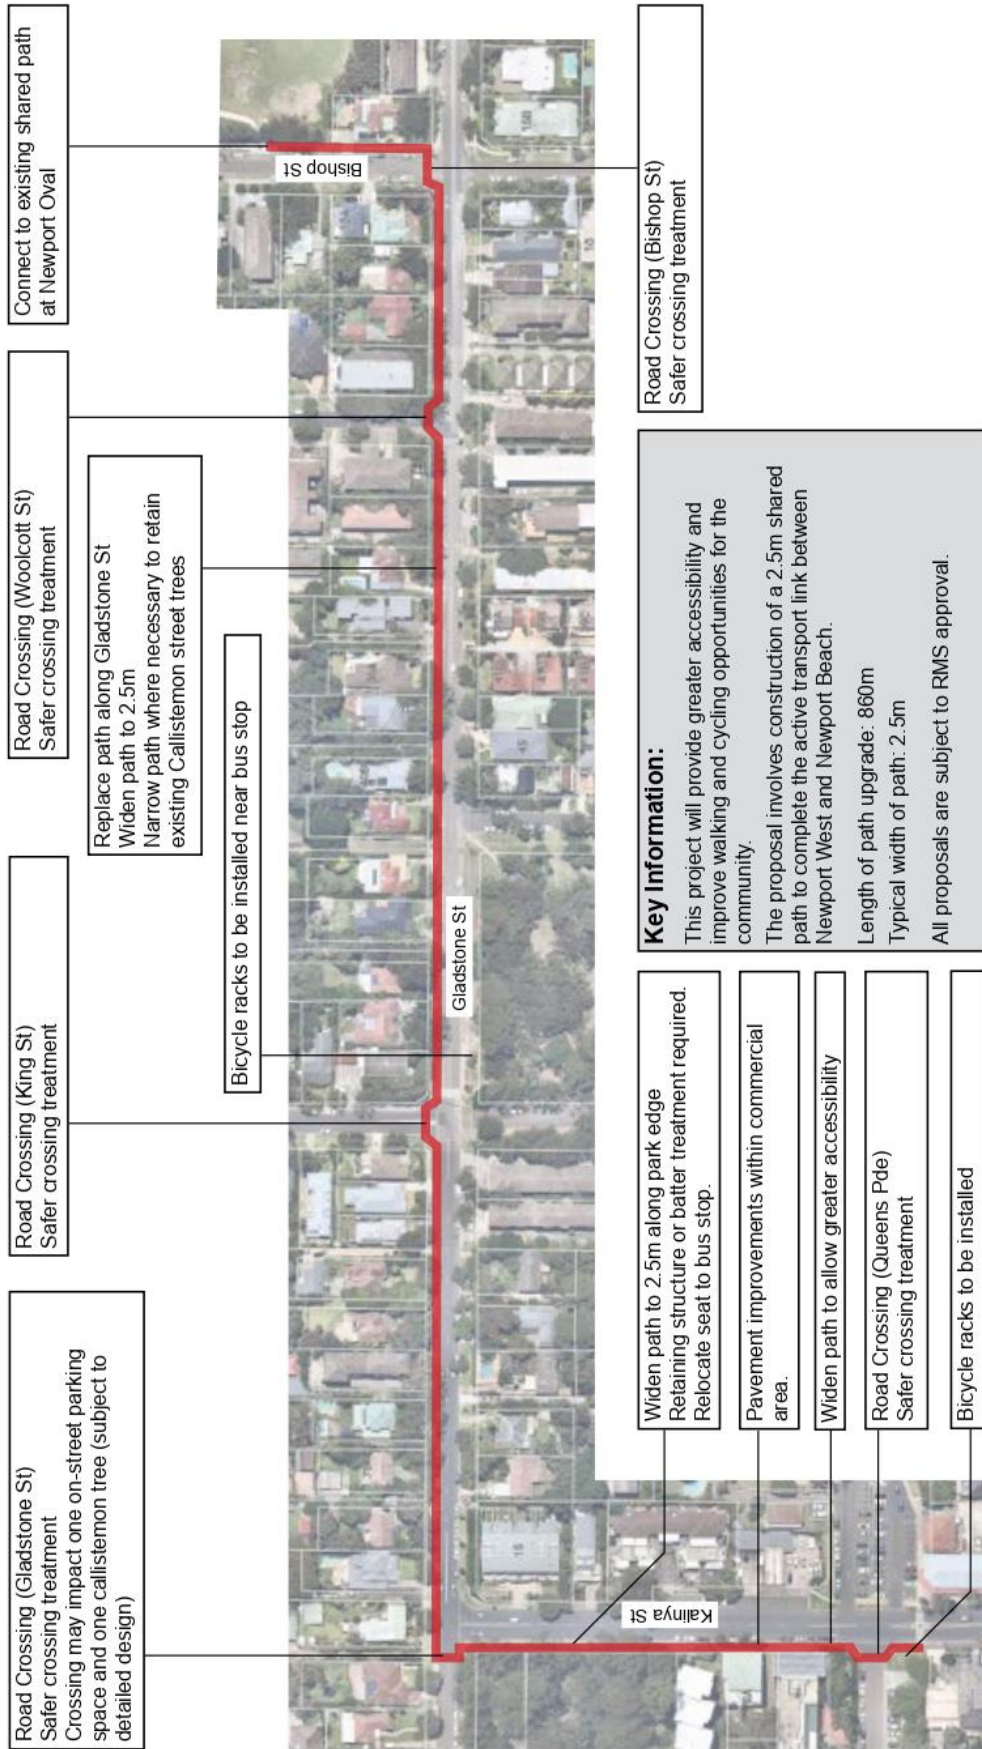 Road Crossing (Gladstone St)
Safer crossing treatment
Crossing may impact one on-street parking
space and one callistemon tree (subject to
detailed design)
Road Crossing (King St)
Safer crossing treatment
Road Crossing (Woolcott St)
Safer crossing treatment
Connect to existing shared path
at Newport Oval
Replace path along Gladstone St
Widen path to 2.5m
Narrow path where necessary to retain
existing Callistemon street trees
Bicycle racks to be installed near bus stop
Bishop St
Gladstone St
Kalinya St
15B
10
45
16
Widen path to 2.5m along park edge
Retaining structure or batter treatment required.
Relocate seat to bus stop.
Pavement improvements within commercial
area.
Widen path to allow greater accessibility
Road Crossing (Queens Pde)
Safer crossing treatment
Bicycle racks to be installed
Key Information:
This project will provide greater accessibility and
improve walking and cycling opportunities for the
community.
The proposal involves construction of a 2.5m shared
path to complete the active transport link between
Newport West and Newport Beach.
Length of path upgrade: 860m
Typical width of path: 2.5m
All proposals are subject to RMS approval.
Road Crossing (Bishop St)
Safer crossing treatment